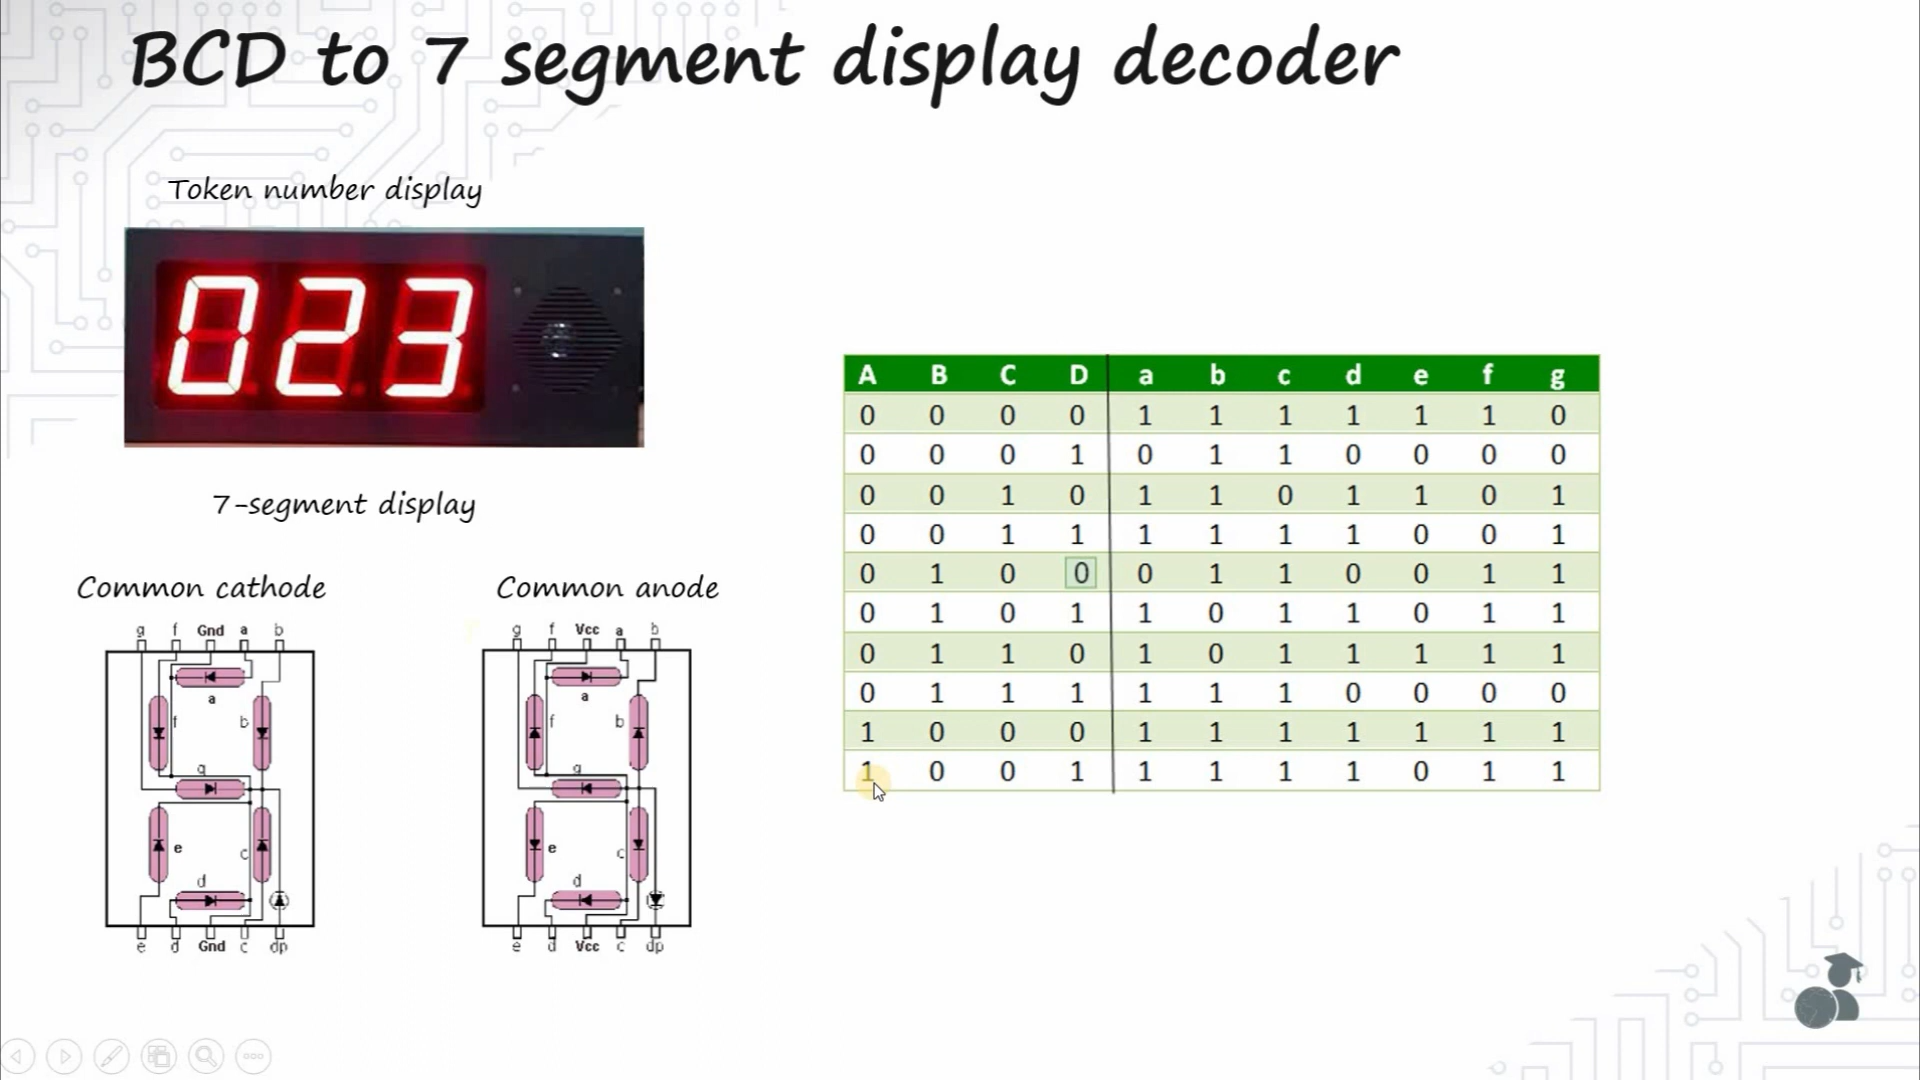 BCD to 7 segment display decoder
Token number display
023
7-segment display
Common cathode
Common anode
g f Gnd a b
a
f b
g
e c
d
e d Gnd c dp
g f Vcc a b
a
f b
g
e c
d
e d Vcc c dp
A B C D a b c d e f g
0 0 0 0 1 1 1 1 1 1 0
0 0 0 1 0 1 1 0 0 0 0
0 0 1 0 1 1 0 1 1 0 1
0 0 1 1 1 1 1 1 0 0 1
0 1 0 0 0 1 1 0 0 1 1
0 1 0 1 1 0 1 1 0 1 1
0 1 1 0 1 0 1 1 1 1 1
0 1 1 1 1 1 1 0 0 0 0
1 0 0 0 1 1 1 1 1 1 1
1 0 0 1 1 1 1 1 0 1 1